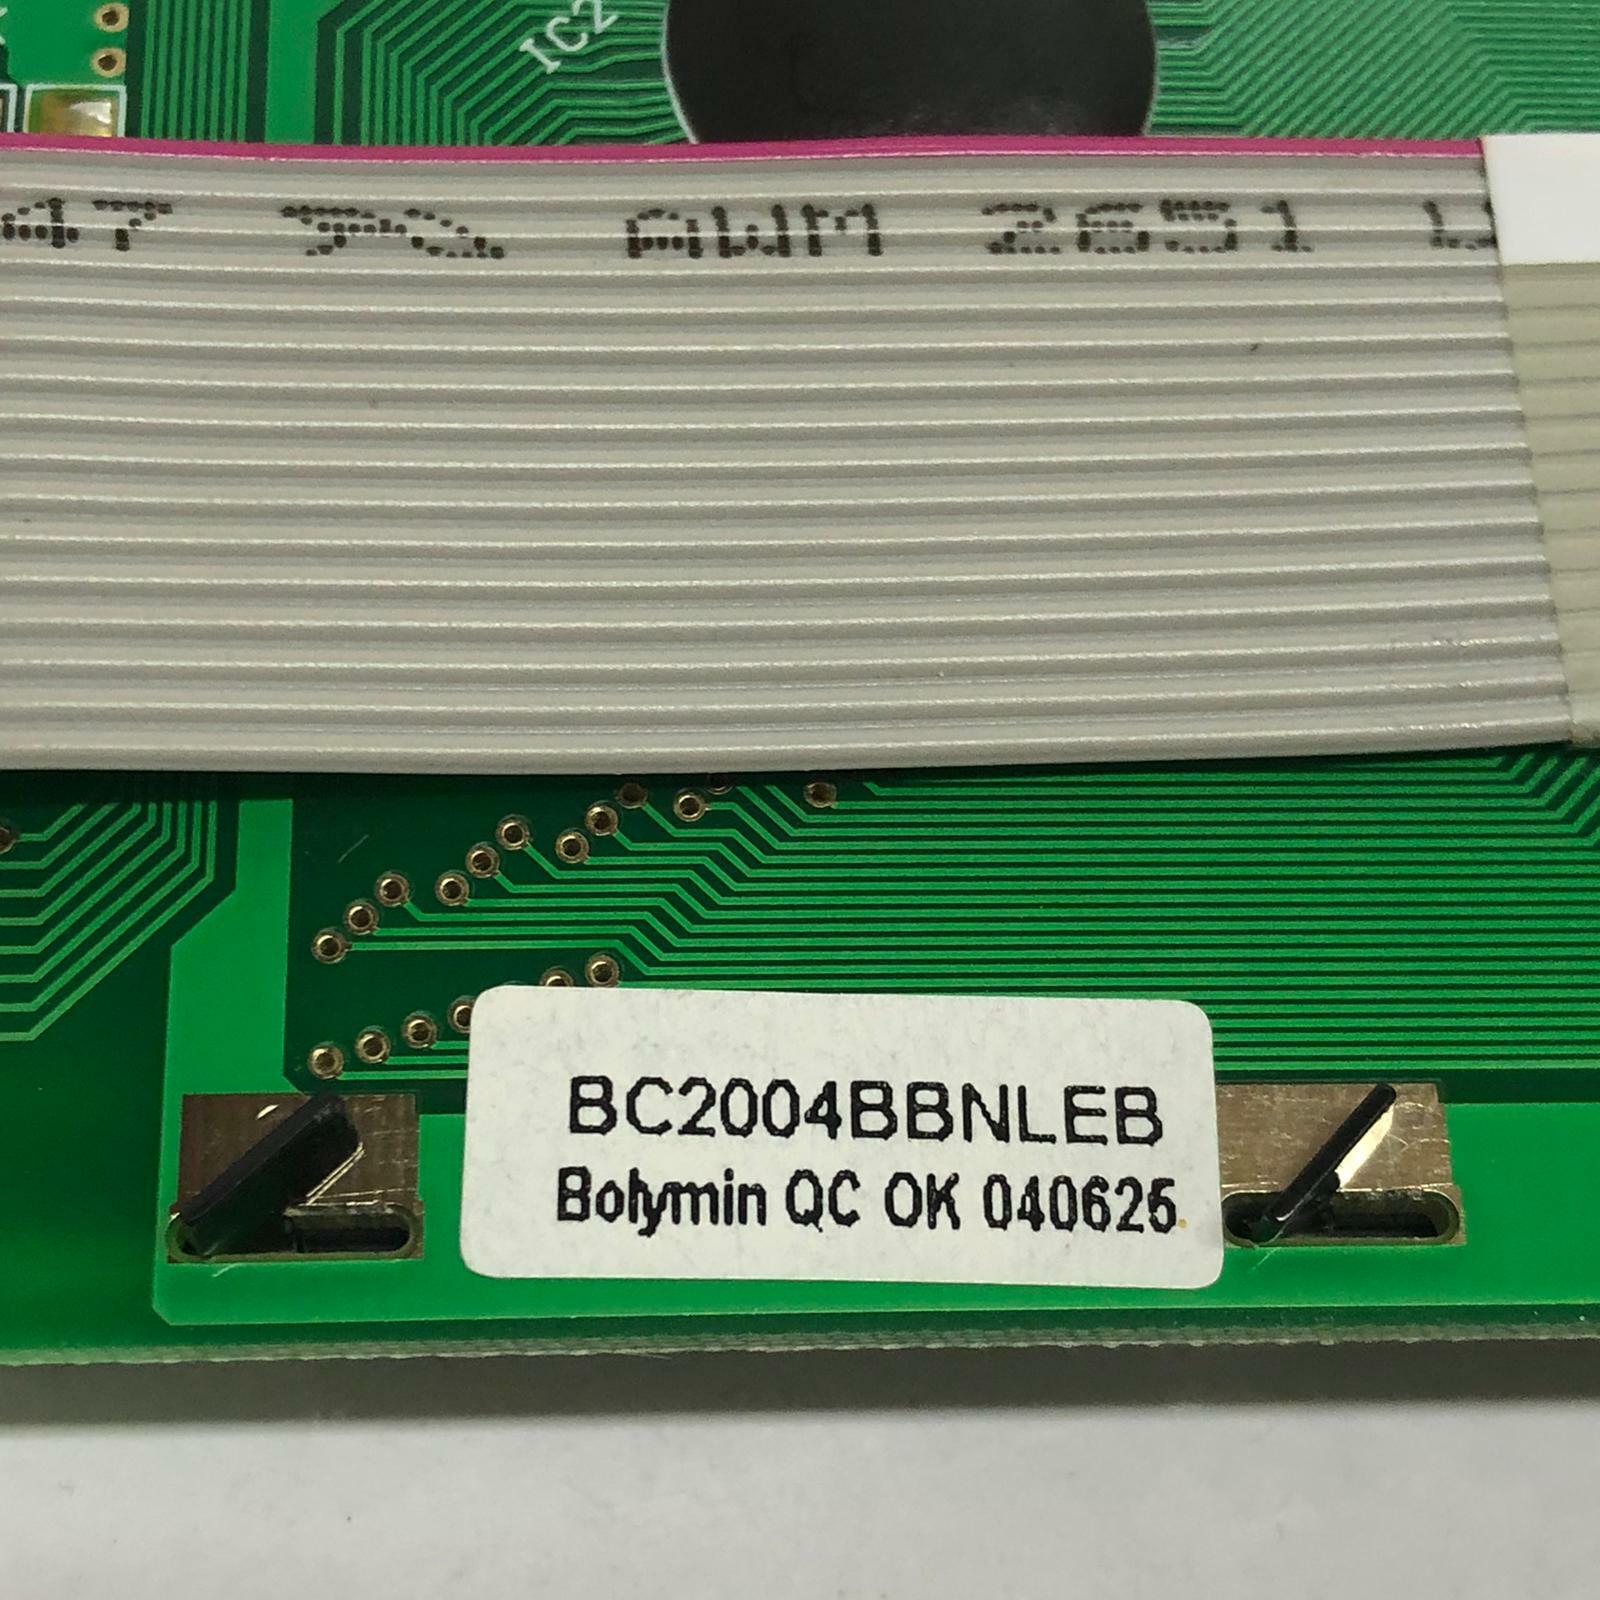 IC2
47 AWM 2651
BC2004BBNLEB
Bolymin QC OK 040625